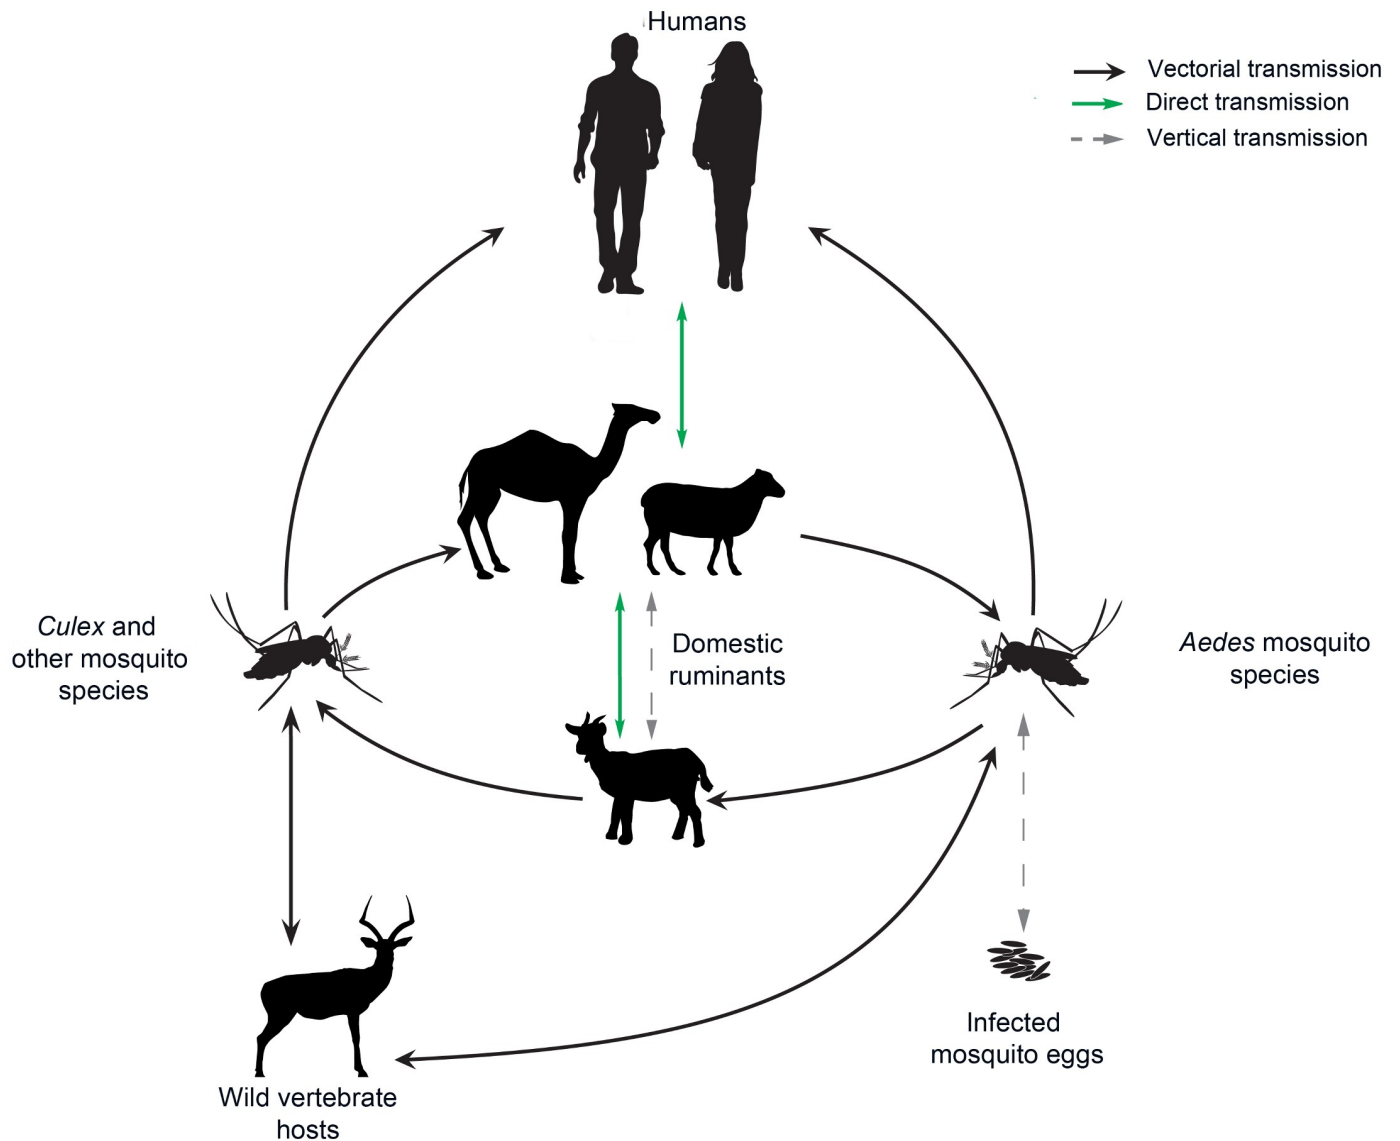 Humans
Vectorial transmission
Direct transmission
Vertical transmission
Culex and
other mosquito
species
Domestic
ruminants
Aedes mosquito
species
Infected
mosquito eggs
Wild vertebrate
hosts